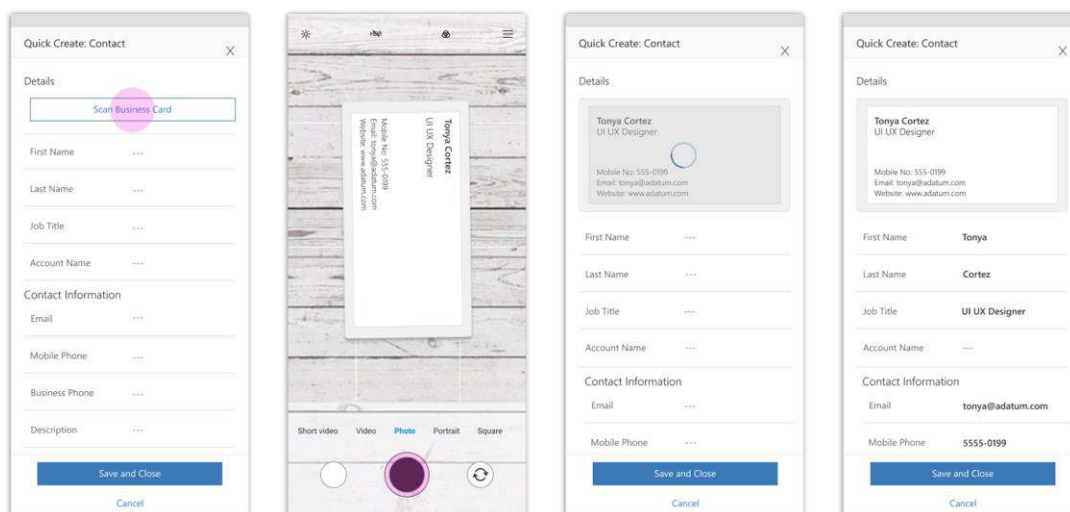 Quick Create: Contact
X
Details
Scan Business Card
First Name ---
Last Name ---
Job Title ---
Account Name ---
Contact Information
Email ---
Mobile Phone ---
Business Phone ---
Description ---
Save and Close
Cancel
Tonya Cortez
UI UX Designer
Mobile No: 555-0199
Email: tonya@adatum.com
Website: www.adatum.com
Short video Video Photo Portrait Square
Quick Create: Contact
X
Details
Tonya Cortez
UI UX Designer
Mobile No: 555-0199
Email: tonya@adatum.com
Website: www.adatum.com
First Name ---
Last Name ---
Job Title ---
Account Name ---
Contact Information
Email ---
Mobile Phone ---
Save and Close
Cancel
Quick Create: Contact
X
Details
Tonya Cortez
UI UX Designer
Mobile No: 555-0199
Email: tonya@adatum.com
Website: www.adatum.com
First Name Tonya
Last Name Cortez
Job Title UI UX Designer
Account Name ---
Contact Information
Email tonya@adatum.com
Mobile Phone 5555-0199
Save and Close
Cancel